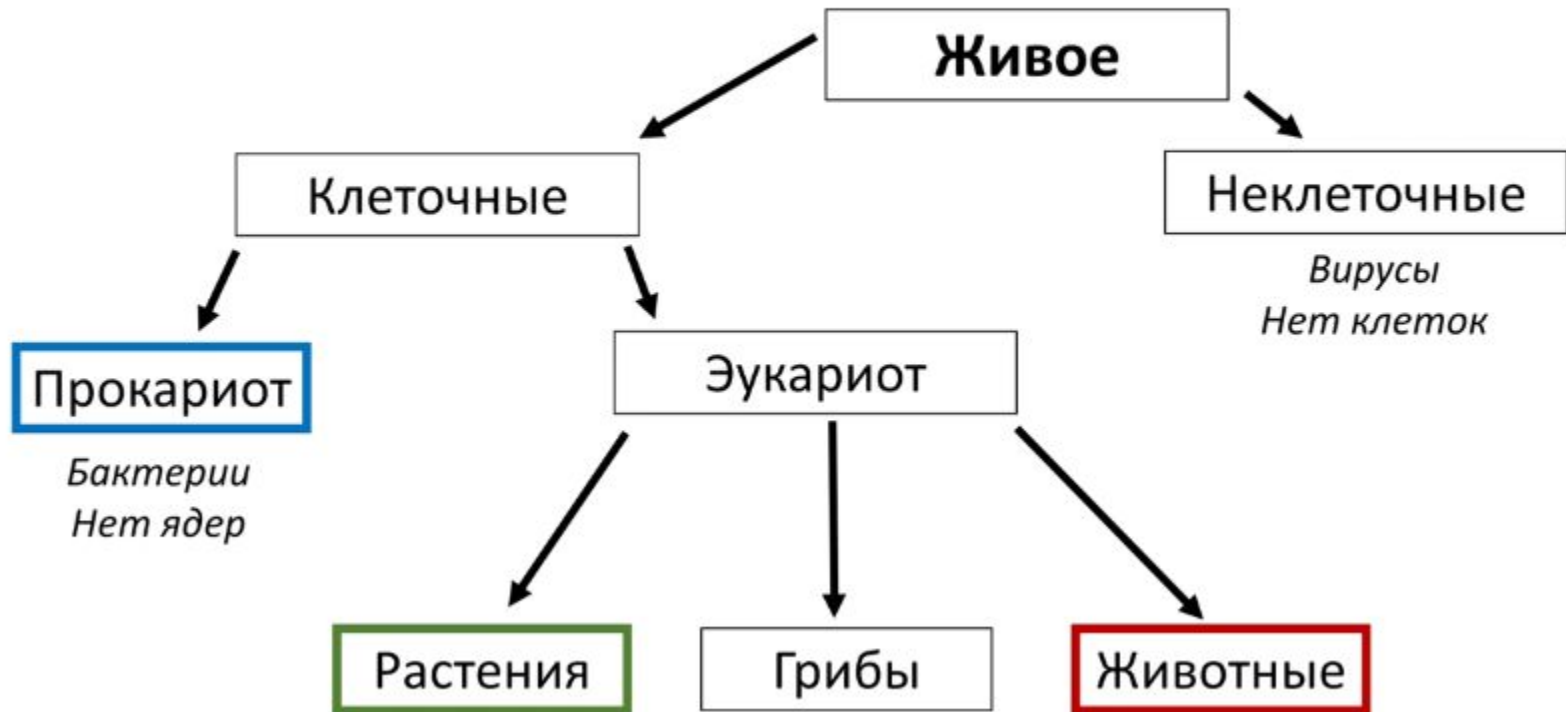 Живое
Клеточные
Неклеточные
Вирусы
Нет клеток
Прокариот
Эукариот
Бактерии
Нет ядер
Растения
Грибы
Животные